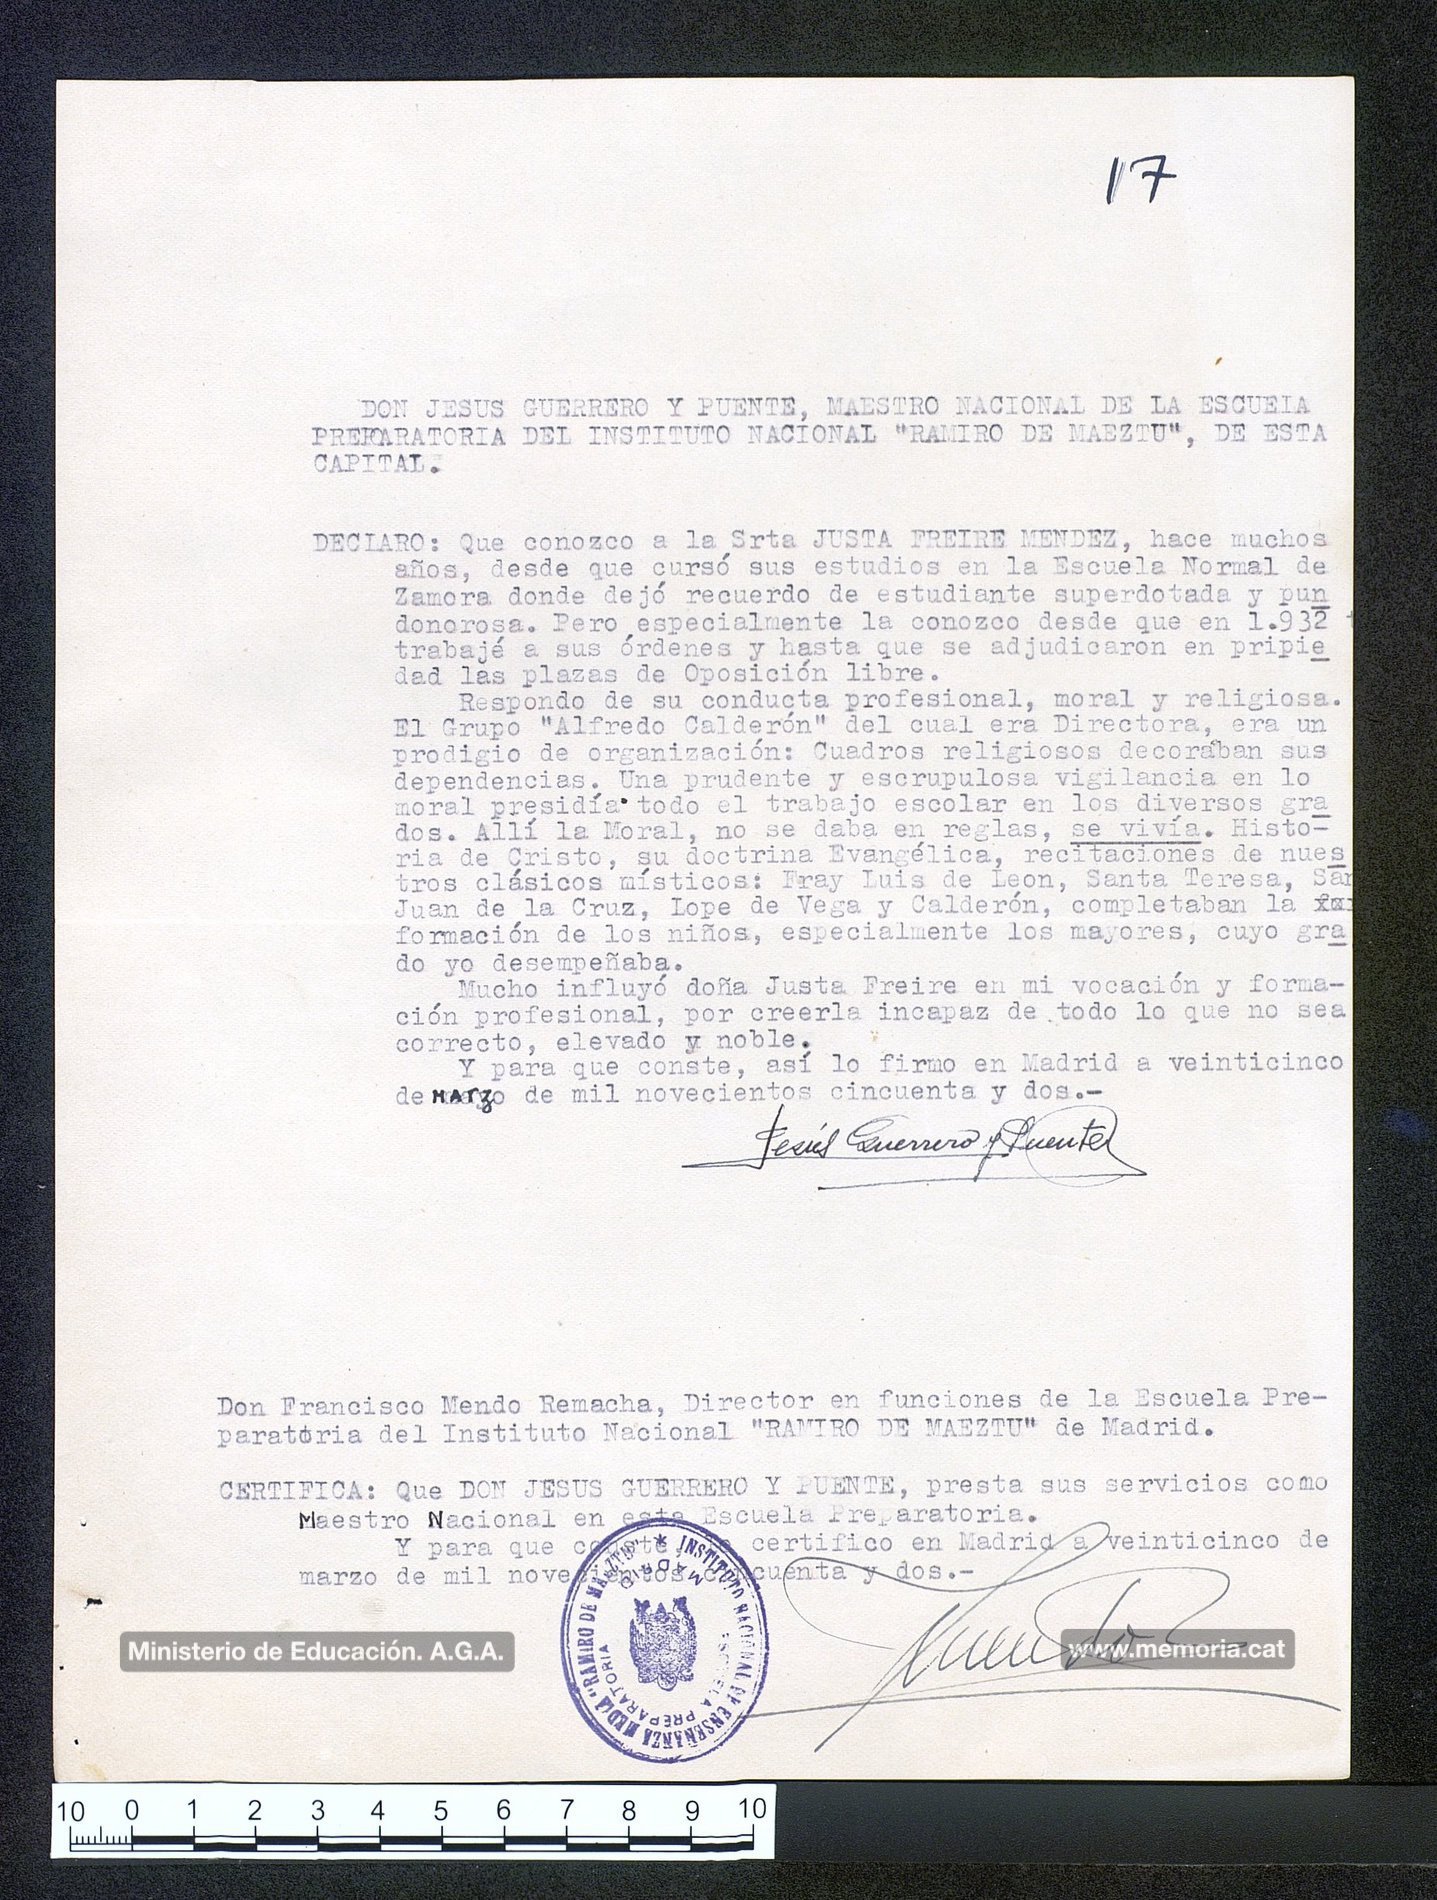 17
DON JESUS GUERRERO Y PUENTE, MAESTRO NACIONAL DE LA ESCUEIA
PREPARATORIA DEL INSTITUTO NACIONAL "RAMIRO DE MAEZTU", DE ESTA
CAPITAL.
DECLARO: Que conozco a la Srta JUSTA FREIRE MENDEZ, hace muchos
años, desde que cursó sus estudios en la Escuela Normal de
Zamora donde dejó recuerdo de estudiante superdotada y pun
donorosa. Pero especialmente la conozco desde que en 1.932
trabajé a sus órdenes y hasta que se adjudicaron en pripie
dad las plazas de Oposición libre.
Respondo de su conducta profesional, moral y religiosa.
El Grupo "Alfredo Calderón" del cual era Directora, era un
prodigio de organización: Cuadros religiosos decoraban sus
dependencias. Una prudente y escrupulosa vigilancia en lo
moral presidía todo el trabajo escolar en los diversos gra
dos. Allí la Moral, no se daba en reglas, se vivía. Histo-
ria de Cristo, su doctrina Evangélica, recitaciones de nues
tros clásicos místicos: Fray Luis de Leon, Santa Teresa, San
Juan de la Cruz, Lope de Vega y Calderón, completaban la
formación de los niños, especialmente los mayores, cuyo gra
do yo desempeñaba.
Mucho influyó doña Justa Freire en mi vocación y forma-
ción profesional, por creerla incapaz de todo lo que no sea
correcto, elevado y noble.
Y para que conste, así lo firmo en Madrid a veinticinco
de marzo de mil novecientos cincuenta y dos.-
Jesús Guerrero y Puente
Don Francisco Mendo Remacha, Director en funciones de la Escuela Pre-
paratoria del Instituto Nacional "RAMIRO DE MAEZTU" de Madrid.
CERTIFICA: Que DON JESUS GUERRERO Y PUENTE, presta sus servicios como
Maestro Nacional en esta Escuela Preparatoria.
Y para que conste, lo certifico en Madrid a veinticinco de
marzo de mil novecientos cincuenta y dos.-
INSTITUTO NACIONAL DE ENSEÑANZA MEDIA "RAMIRO DE MAEZTU"
MADRID
ESCUELA PREPARATORIA
Ministerio de Educación. A.G.A.
www.memoria.cat
10 0 1 2 3 4 5 6 7 8 9 10